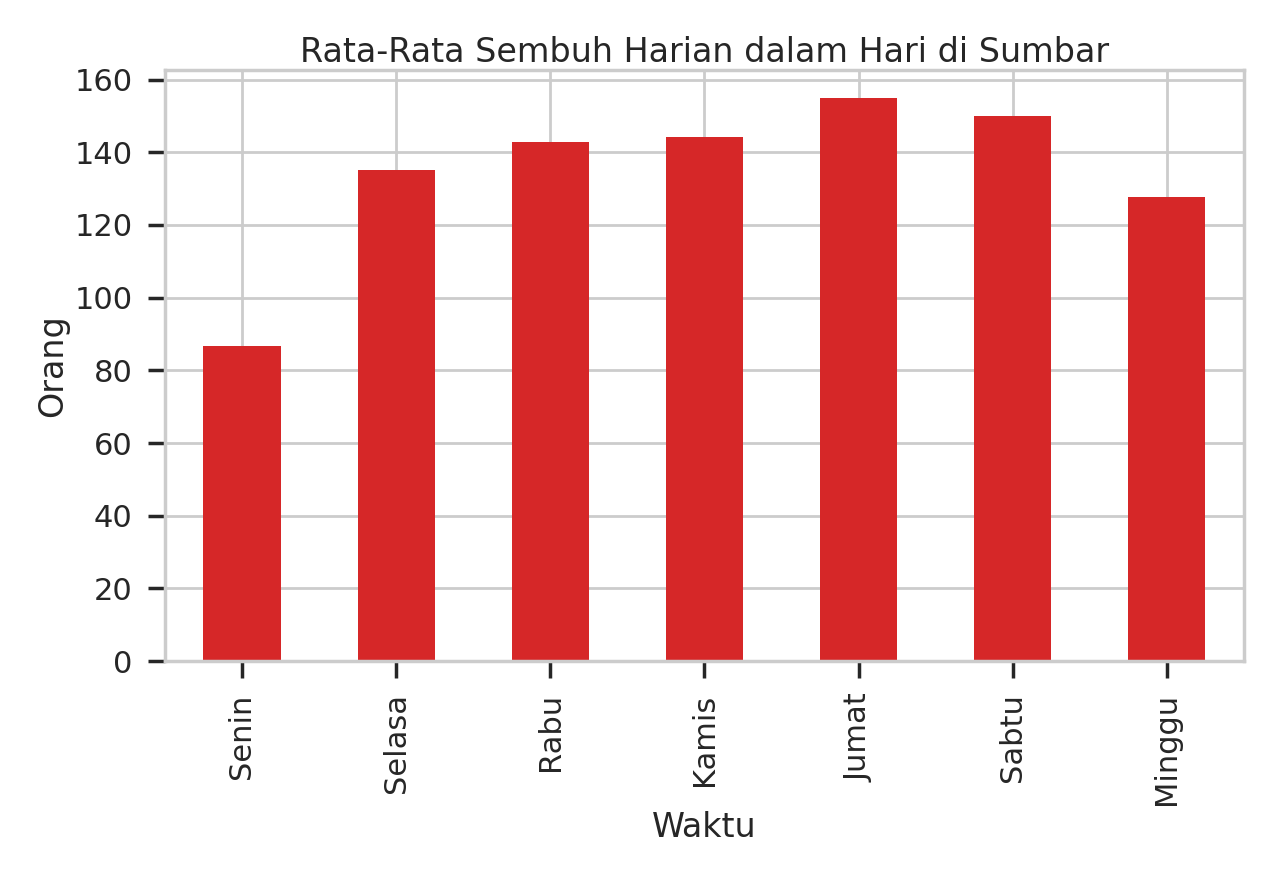 Rata-Rata Sembuh Harian dalam Hari di Sumbar
160
140
120
100
80
60
40
20
0
Orang
Senin
Selasa
Rabu
Kamis
Jumat
Sabtu
Minggu
Waktu